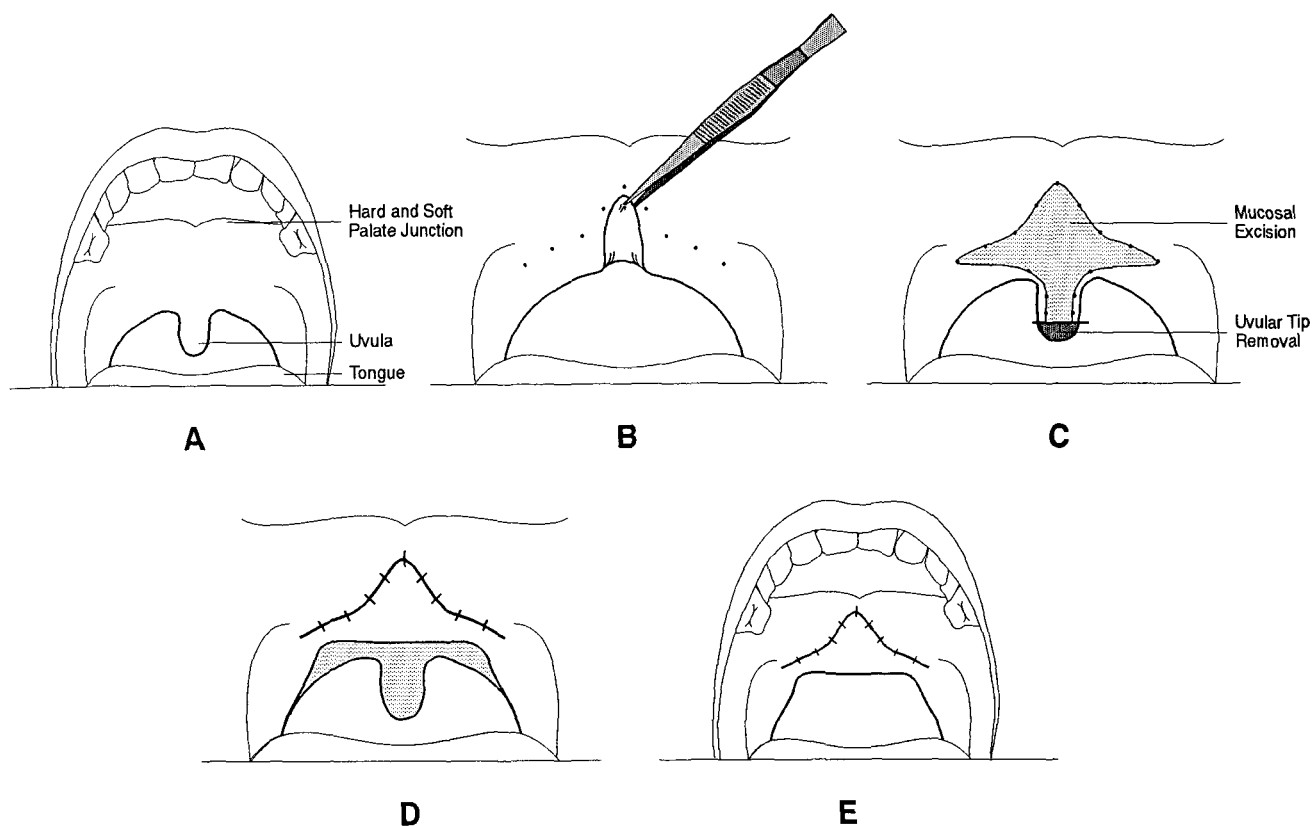 Hard and Soft
Palate Junction
Uvula
Tongue
A
B
Mucosal
Excision
Uvular Tip
Removal
C
D
E